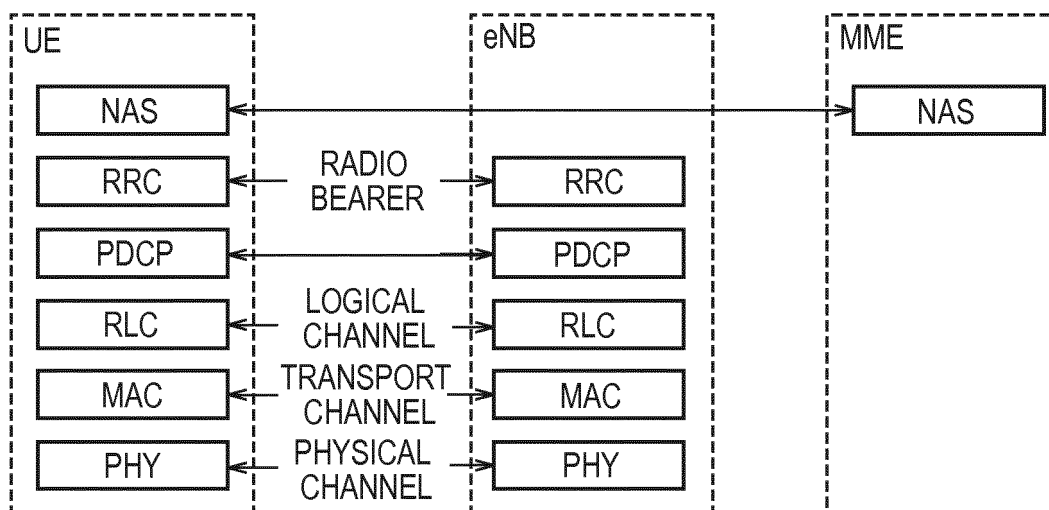 UE
eNB
MME
NAS
NAS
RRC
RADIO
BEARER
RRC
PDCP
PDCP
RLC
LOGICAL
CHANNEL
RLC
MAC
TRANSPORT
CHANNEL
MAC
PHY
PHYSICAL
CHANNEL
PHY